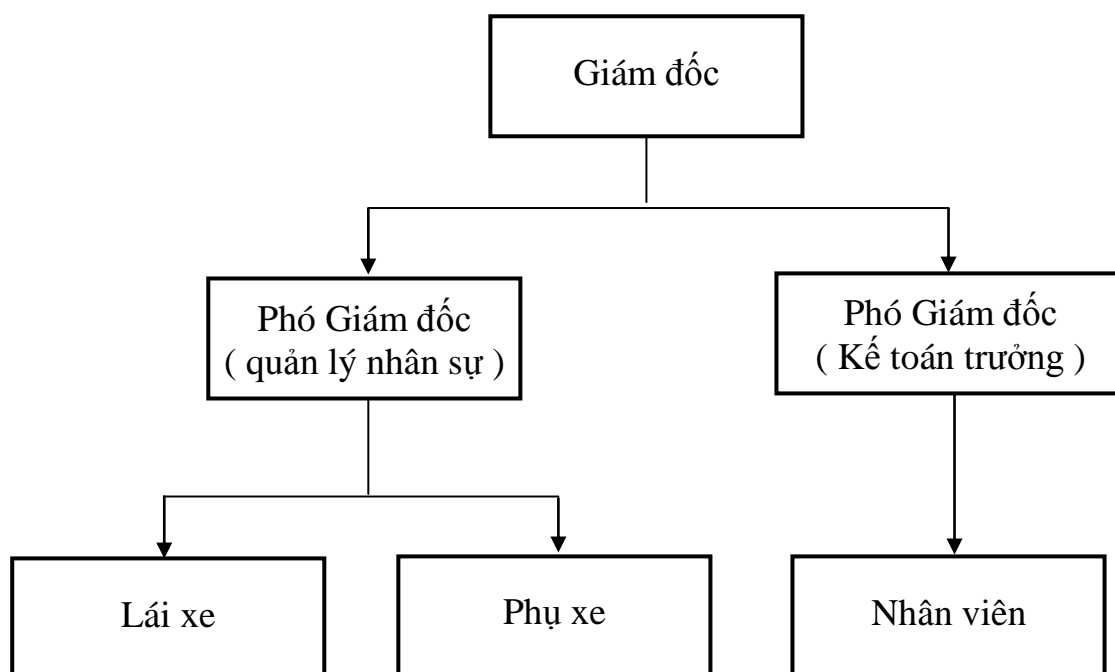 Giám đốc
Phó Giám đốc
( quản lý nhân sự )
Phó Giám đốc
( Kế toán trưởng )
Lái xe
Phụ xe
Nhân viên